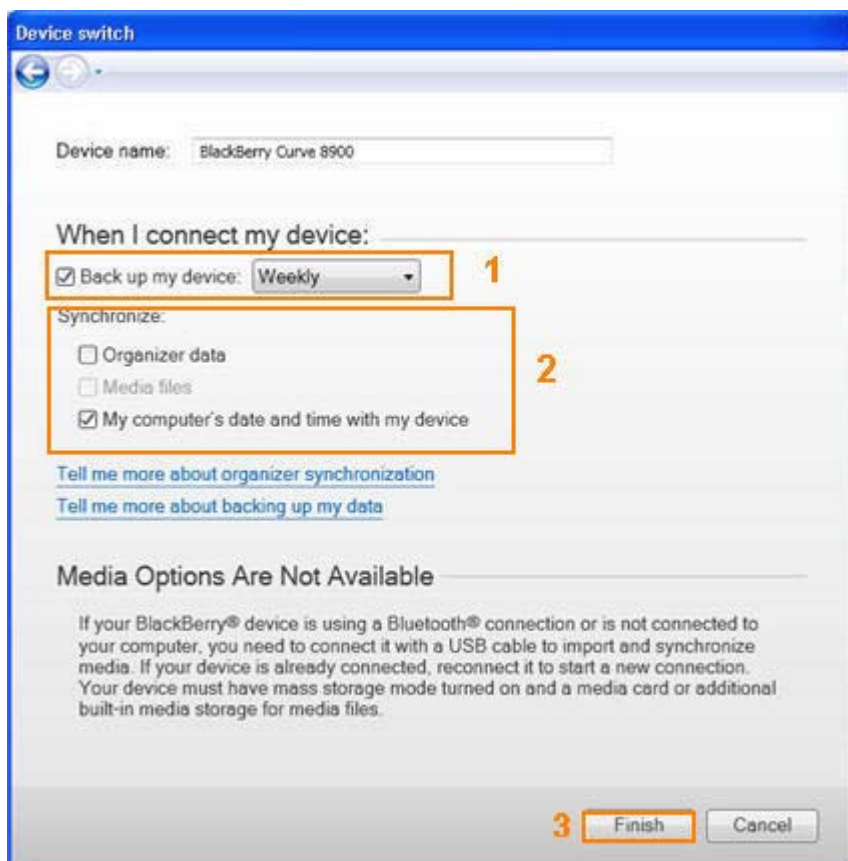 Device switch
Device name: BlackBerry Curve 8900
When I connect my device:
Back up my device: Weekly 1
Synchronize:
Organizer data
Media files
2
My computer's date and time with my device
Tell me more about organizer synchronization
Tell me more about backing up my data
Media Options Are Not Available
If your BlackBerry® device is using a Bluetooth® connection or is not connected to
your computer, you need to connect it with a USB cable to import and synchronize
media. If your device is already connected, reconnect it to start a new connection.
Your device must have mass storage mode turned on and a media card or additional
built-in media storage for media files.
3 Finish Cancel